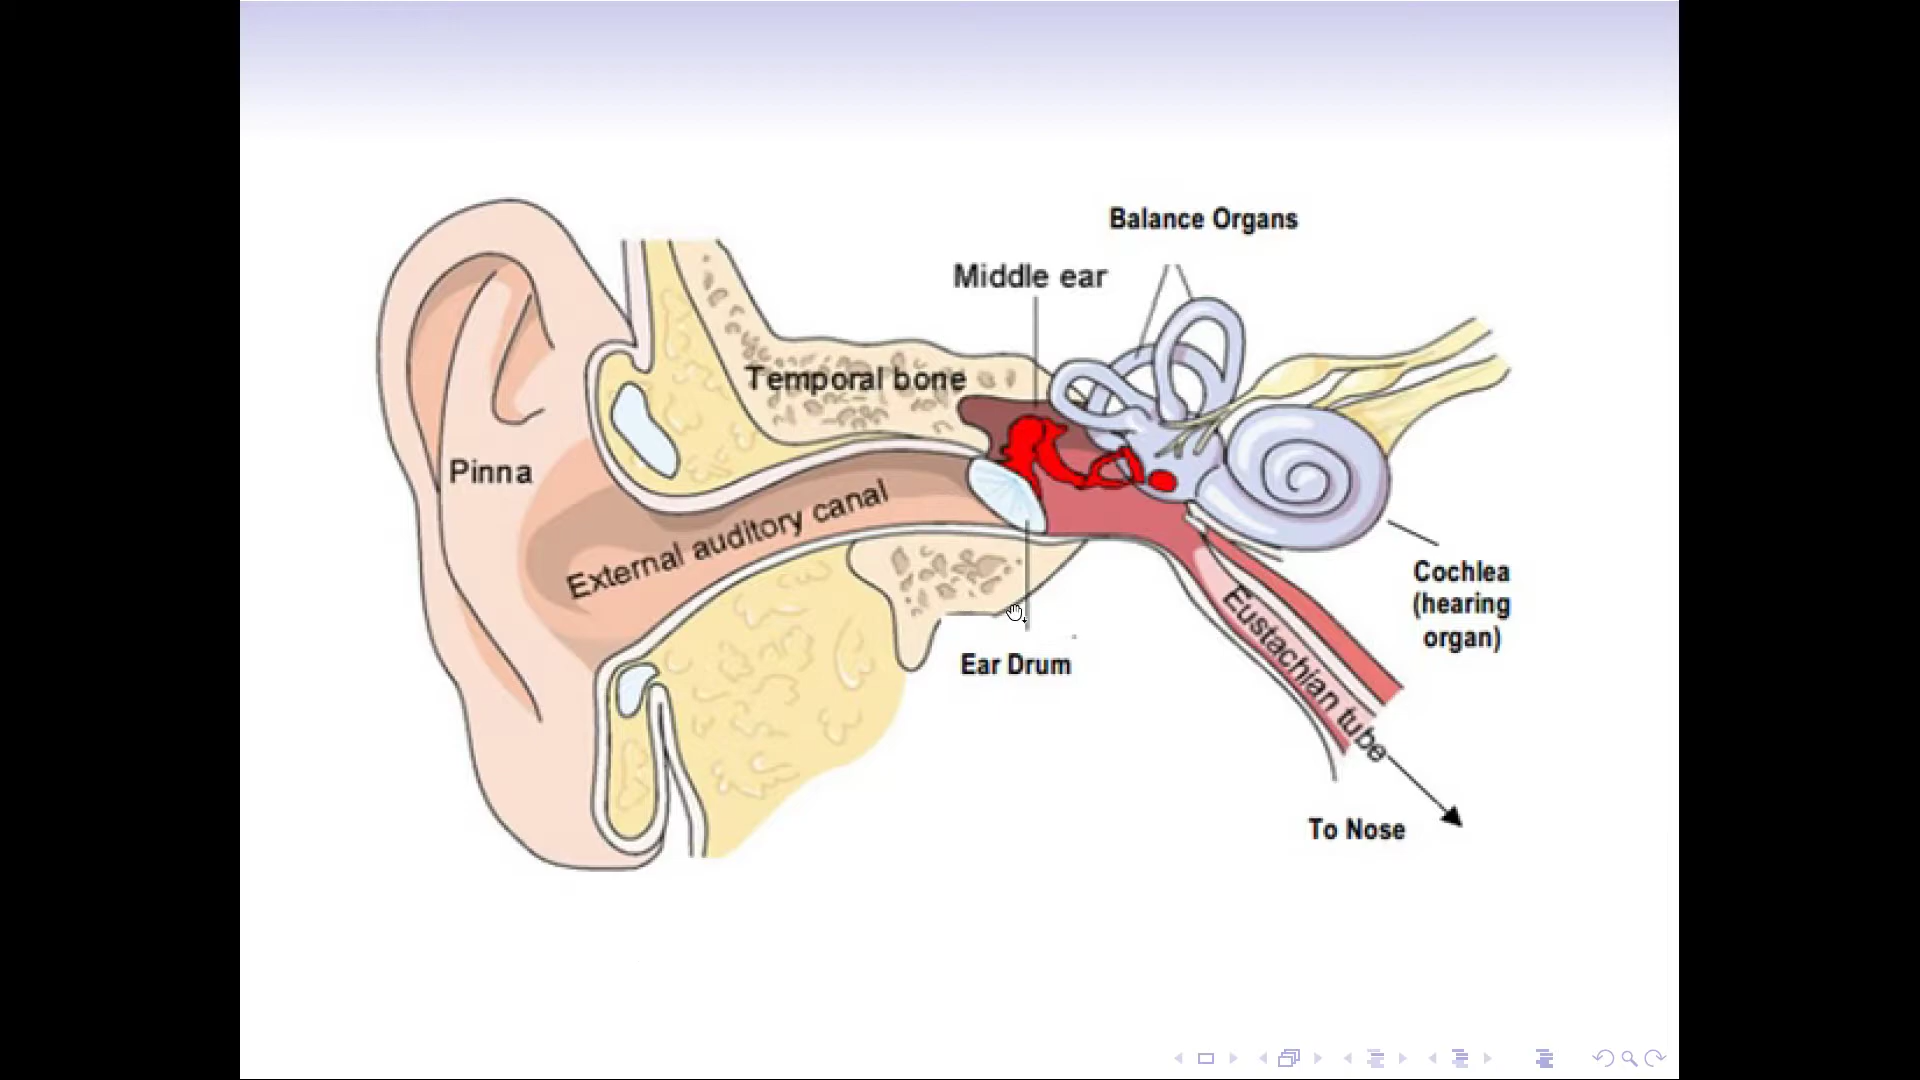 Balance Organs
Middle ear
Temporal bone
Pinna
External auditory canal
Cochlea
(hearing
organ)
Eustachian tube
Ear Drum
To Nose